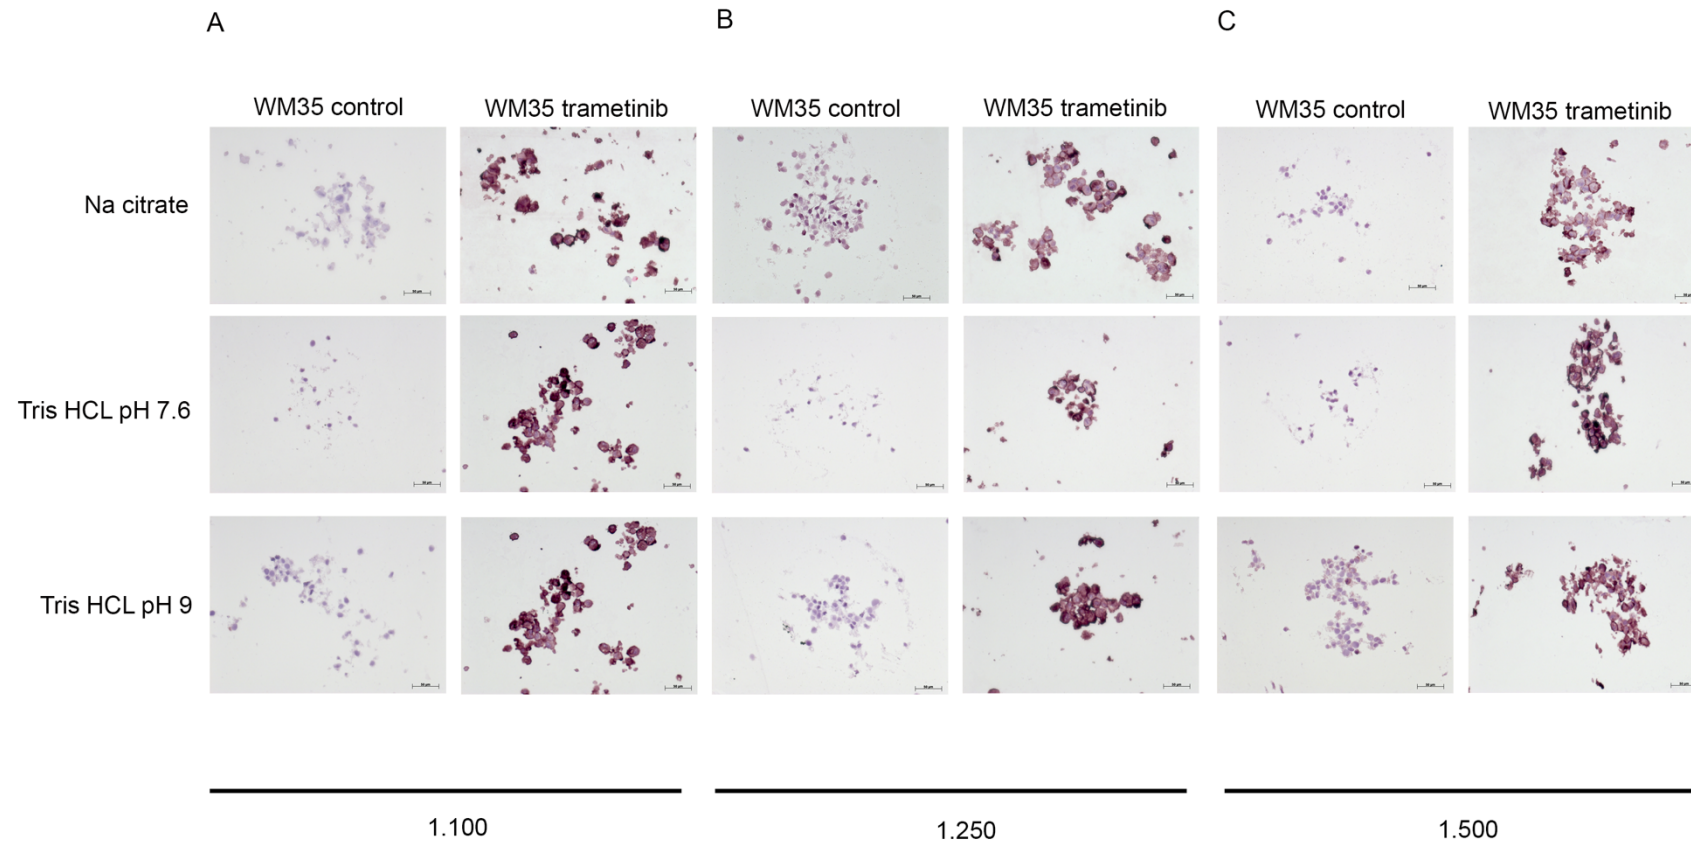 A B C
WM35 control WM35 trametinib WM35 control WM35 trametinib WM35 control WM35 trametinib
Na citrate
Tris HCL pH 7.6
Tris HCL pH 9
1.100 1.250 1.500